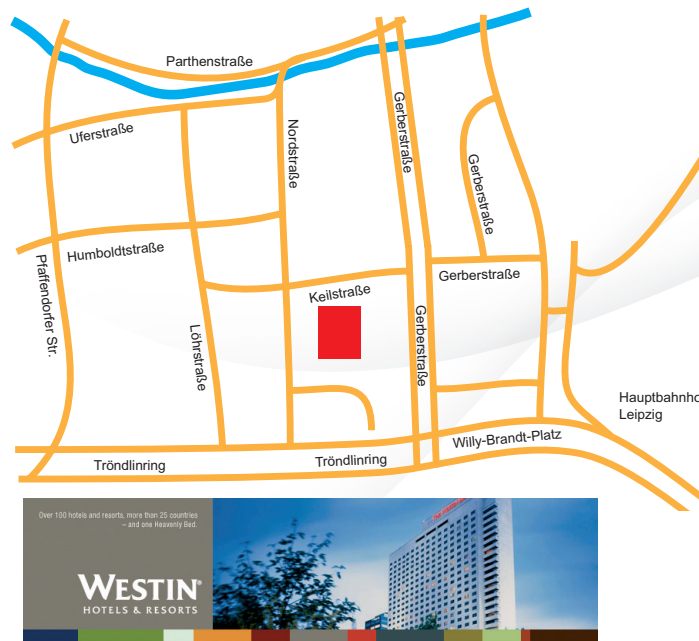 Parthenstraße
Uferstraße
Nordstraße
Gerberstraße
Gerberstraße
Humboldtstraße
Pfaffendorfer Str.
Löhrstraße
Keilstraße
Gerberstraße
Gerberstraße
Hauptbahnho
Leipzig
Willy-Brandt-Platz
Tröndlinring
Tröndlinring
Over 100 hotels and resorts, more than 25 countries
– and one Heavenly Bed.
WESTIN®
HOTELS & RESORTS